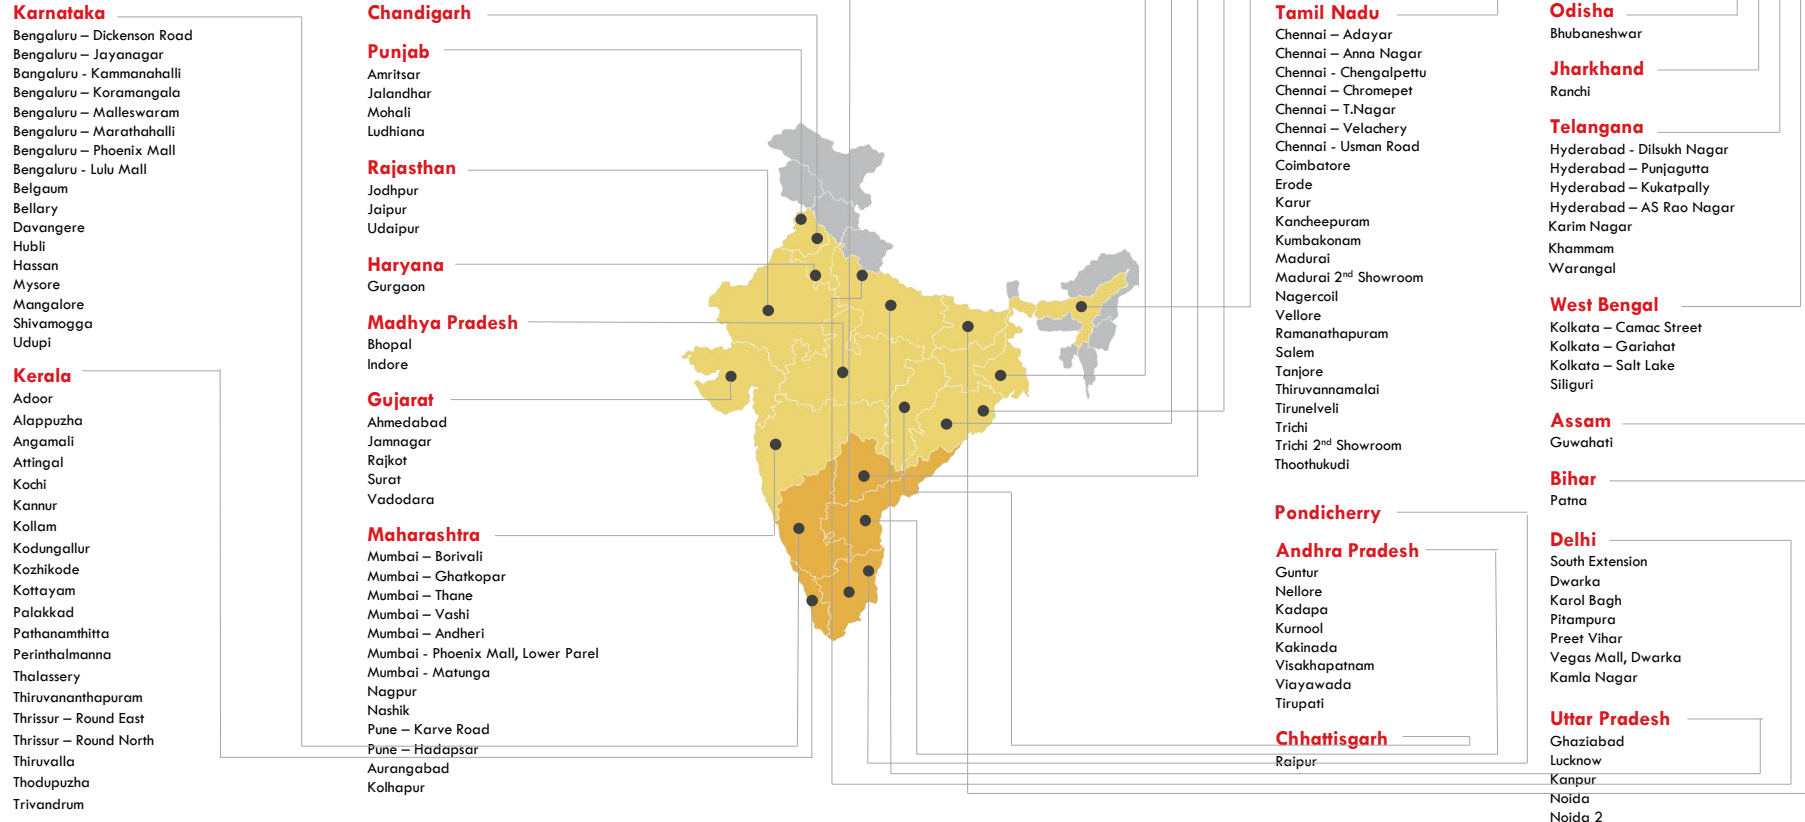 Karnataka
Bengaluru – Dickenson Road
Bengaluru – Jayanagar
Bangaluru - Kammanahalli
Bengaluru – Koramangala
Bengaluru – Malleswaram
Bengaluru – Marathahalli
Bengaluru – Phoenix Mall
Bengaluru - Lulu Mall
Belgaum
Bellary
Davangere
Hubli
Hassan
Mysore
Mangalore
Shivamogga
Udupi
Kerala
Adoor
Alappuzha
Angamali
Attingal
Kochi
Kannur
Kollam
Kodungallur
Kozhikode
Kottayam
Palakkad
Pathanamthitta
Perinthalmanna
Thalassery
Thiruvananthapuram
Thrissur – Round East
Thrissur – Round North
Thiruvalla
Thodupuzha
Trivandrum
Chandigarh
Punjab
Amritsar
Jalandhar
Mohali
Ludhiana
Rajasthan
Jodhpur
Jaipur
Udaipur
Haryana
Gurgaon
Madhya Pradesh
Bhopal
Indore
Gujarat
Ahmedabad
Jamnagar
Rajkot
Surat
Vadodara
Maharashtra
Mumbai – Borivali
Mumbai – Ghatkopar
Mumbai – Thane
Mumbai – Vashi
Mumbai – Andheri
Mumbai - Phoenix Mall, Lower Parel
Mumbai - Matunga
Nagpur
Nashik
Pune – Karve Road
Pune – Hadapsar
Aurangabad
Kolhapur
Tamil Nadu
Chennai – Adayar
Chennai – Anna Nagar
Chennai - Chengalpettu
Chennai – Chromepet
Chennai – T.Nagar
Chennai – Velachery
Chennai - Usman Road
Coimbatore
Erode
Karur
Kancheepuram
Kumbakonam
Madurai
Madurai 2nd Showroom
Nagercoil
Vellore
Ramanathapuram
Salem
Tanjore
Thiruvannamalai
Tirunelveli
Trichi
Trichi 2nd Showroom
Thoothukudi
Pondicherry
Andhra Pradesh
Guntur
Nellore
Kadapa
Kurnool
Kakinada
Visakhapatnam
Viayawada
Tirupati
Chhattisgarh
Raipur
Odisha
Bhubaneshwar
Jharkhand
Ranchi
Telangana
Hyderabad - Dilsukh Nagar
Hyderabad – Punjagutta
Hyderabad – Kukatpally
Hyderabad – AS Rao Nagar
Karim Nagar
Khammam
Warangal
West Bengal
Kolkata – Camac Street
Kolkata – Gariahat
Kolkata – Salt Lake
Siliguri
Assam
Guwahati
Bihar
Patna
Delhi
South Extension
Dwarka
Karol Bagh
Pitampura
Preet Vihar
Vegas Mall, Dwarka
Kamla Nagar
Uttar Pradesh
Ghaziabad
Lucknow
Kanpur
Noida
Noida 2